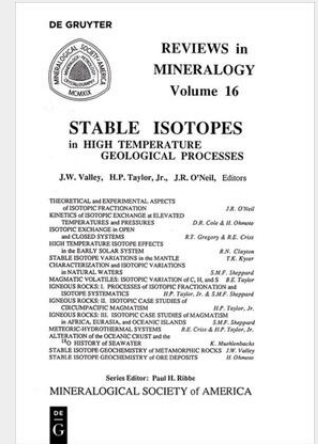 DE GRUYTER
MINERALOGICAL SOCIETY OF AMERICA
MCMXIX
REVIEWS in
MINERALOGY
Volume 16
STABLE ISOTOPES
in HIGH TEMPERATURE
GEOLOGICAL PROCESSES
J.W. Valley, H.P. Taylor, Jr., J.R. O'Neil, Editors
THEORETICAL and EXPERIMENTAL ASPECTS
of ISOTOPIC FRACTIONATION J.R. O'Neil
KINETICS of ISOTOPIC EXCHANGE at ELEVATED
TEMPERATURES and PRESSURES D.R. Cole & H. Ohmoto
ISOTOPIC EXCHANGE in OPEN
and CLOSED SYSTEMS R.T. Gregory & R.E. Criss
HIGH TEMPERATURE ISOTOPE EFFECTS
in the EARLY SOLAR SYSTEM R.N. Clayton
STABLE ISOTOPE VARIATIONS in the MANTLE T.K. Kyser
CHARACTERIZATION and ISOTOPIC VARIATIONS
in NATURAL WATERS S.M.F. Sheppard
MAGMATIC VOLATILES: ISOTOPIC VARIATION of C, H, and S B.E. Taylor
IGNEOUS ROCKS: I. PROCESSES of ISOTOPIC FRACTIONATION and
ISOTOPE SYSTEMATICS H.P. Taylor, Jr. & S.M.F. Sheppard
IGNEOUS ROCKS: II. ISOTOPIC CASE STUDIES of
CIRCUMPACIFIC MAGMATISM H.P. Taylor, Jr.
IGNEOUS ROCKS: III. ISOTOPIC CASE STUDIES of MAGMATISM
in AFRICA, EURASIA, and OCEANIC ISLANDS S.M.F. Sheppard
METEORIC-HYDROTHERMAL SYSTEMS R.E. Criss & H.P. Taylor, Jr.
ALTERATION of the OCEANIC CRUST and the
18O HISTORY of SEAWATER K. Muehlenbachs
STABLE ISOTOPE GEOCHEMISTRY of METAMORPHIC ROCKS J.W. Valley
STABLE ISOTOPE GEOCHEMISTRY of ORE DEPOSITS H. Ohmoto
Series Editor: Paul H. Ribbe
MINERALOGICAL SOCIETY of AMERICA
DE
G